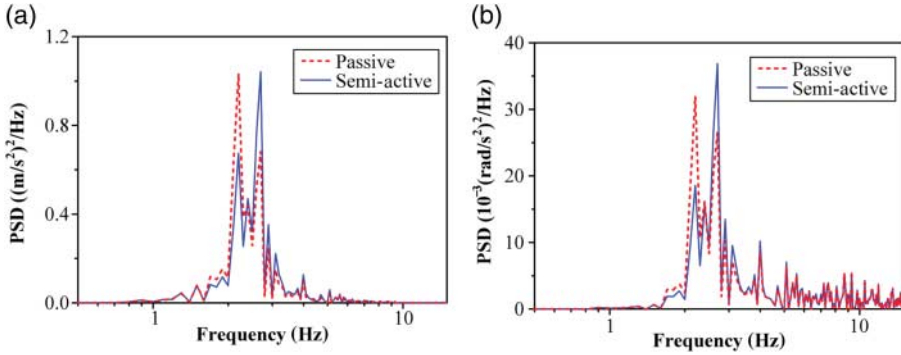 (a)
PSD ((m/s²)²/Hz)
1.2
0.8
0.4
0.0
Passive
Semi-active
1
10
Frequency (Hz)
(b)
PSD (10⁻³(rad/s²)²/Hz)
40
30
20
10
0
Passive
Semi-active
1
10
Frequency (Hz)